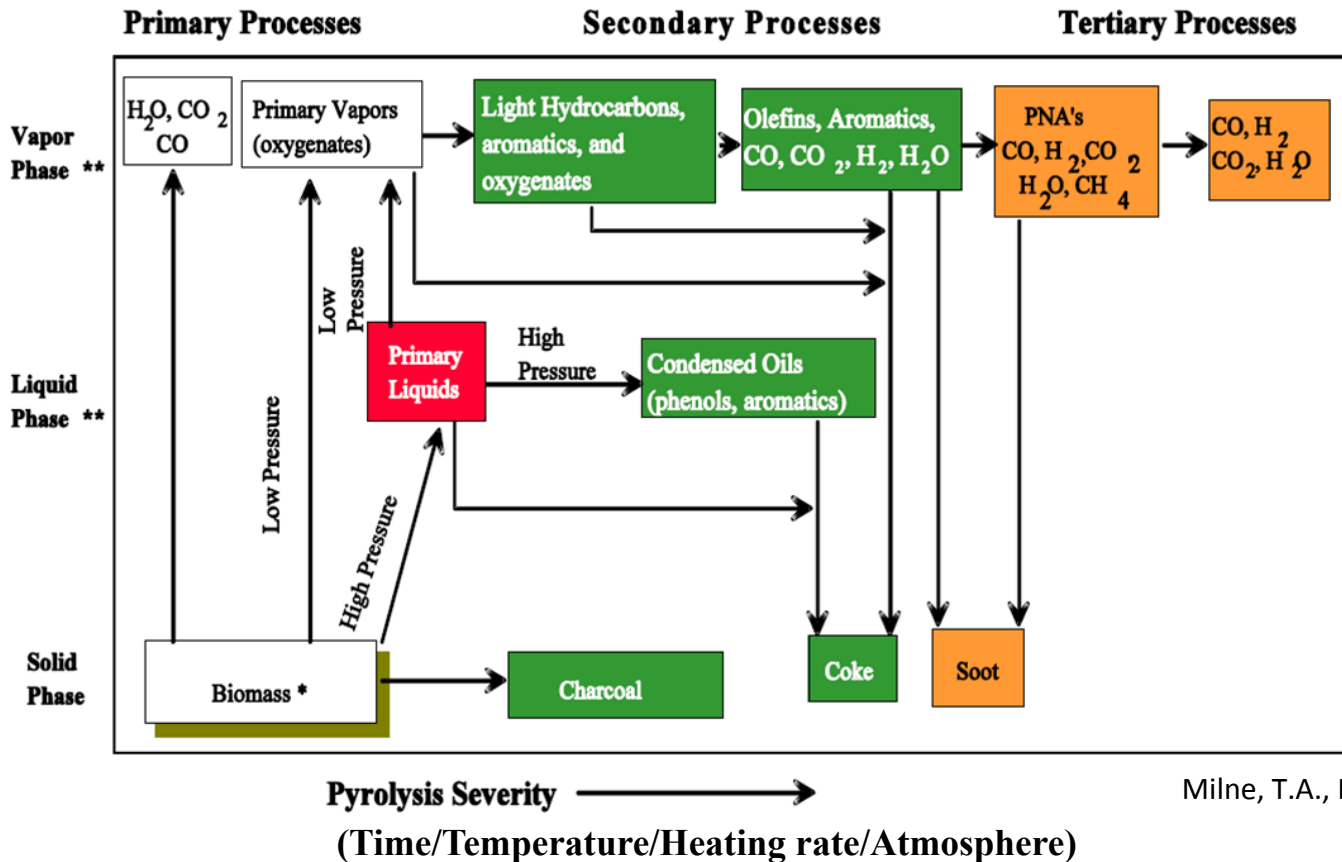 Primary Processes
Secondary Processes
Tertiary Processes
Vapor
Phase **
H₂O, CO₂
CO
Primary Vapors
(oxygenates)
Light Hydrocarbons,
aromatics, and
oxygenates
Olefins, Aromatics,
CO, CO₂, H₂, H₂O
PNA's
CO, H₂, CO₂
H₂O, CH₄
CO, H₂
CO₂, H₂O
Low
Pressure
Low Pressure
High Pressure
Liquid
Phase **
Primary
Liquids
High
Pressure
Condensed Oils
(phenols, aromatics)
Solid
Phase
Biomass *
Charcoal
Coke
Soot
Pyrolysis Severity
Milne, T.A.,
(Time/Temperature/Heating rate/Atmosphere)